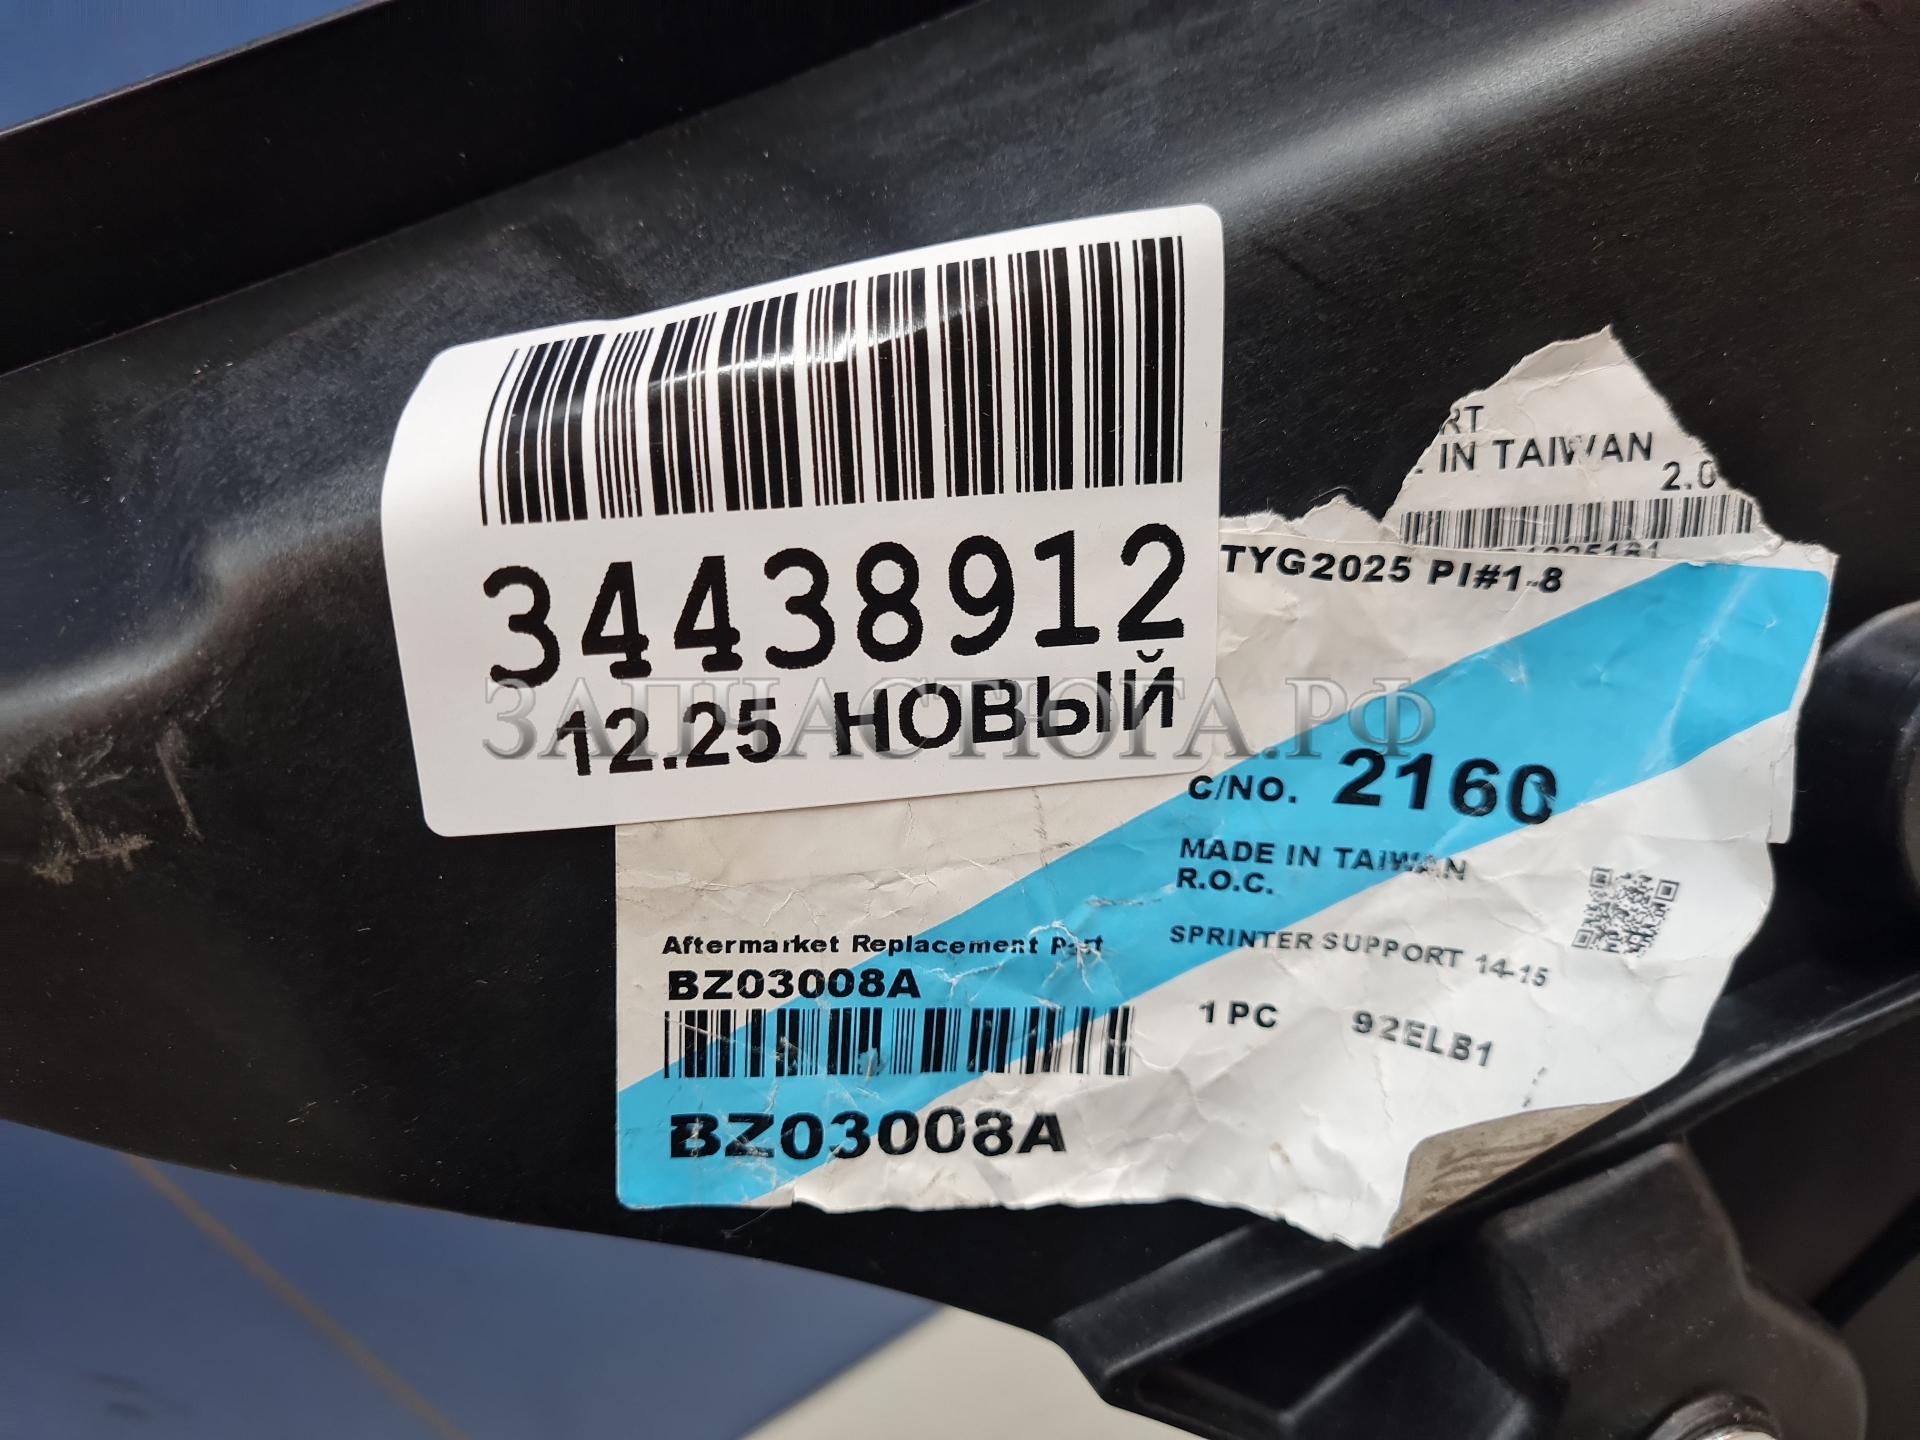 RT
IN TAIWAN
2.0
34438912
12.25 НОВЫЙ
ЗАПЧАСТНОГА.РФ
TYG2025 PI#1-8
C/NO. 2160
MADE IN TAIWAN
R.O.C.
SPRINTER SUPPORT 14-15
1 PC 92ELB1
Aftermarket Replacement Part
BZ03008A
BZ03008A